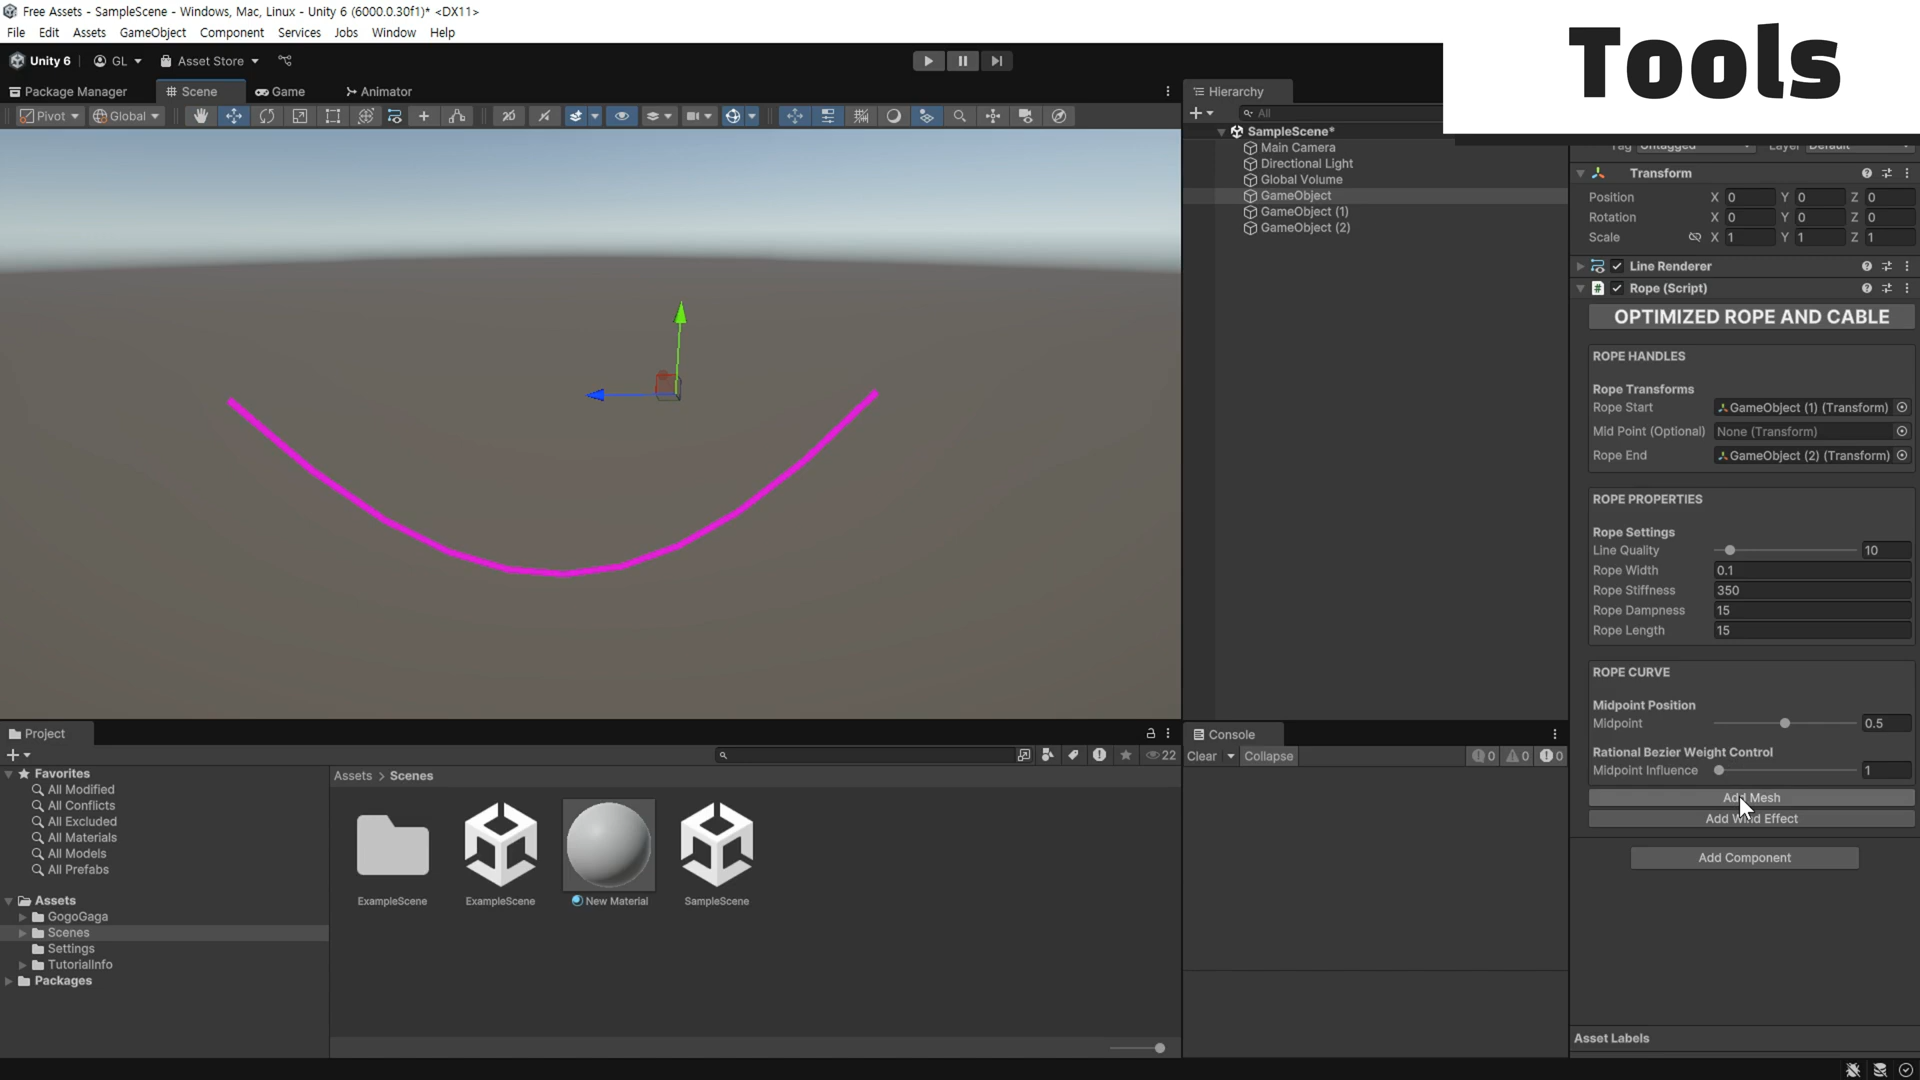 Free Assets - SampleScene - Windows, Mac, Linux - Unity 6 (6000.0.30f1)* <DX11>
File Edit Assets GameObject Component Services Jobs Window Help
Tools
Unity 6 GL Asset Store
Package Manager Scene Game Animator
Pivot Global
Hierarchy
All
SampleScene*
Main Camera
Directional Light
Global Volume
GameObject
GameObject (1)
GameObject (2)
Tag Untagged Layer Default
Transform
Position X 0 Y 0 Z 0
Rotation X 0 Y 0 Z 0
Scale X 1 Y 1 Z 1
Line Renderer
# Rope (Script)
OPTIMIZED ROPE AND CABLE
ROPE HANDLES
Rope Transforms
Rope Start GameObject (1) (Transform)
Mid Point (Optional) None (Transform)
Rope End GameObject (2) (Transform)
ROPE PROPERTIES
Rope Settings
Line Quality 10
Rope Width 0.1
Rope Stiffness 350
Rope Dampness 15
Rope Length 15
ROPE CURVE
Midpoint Position
Midpoint 0.5
Rational Bezier Weight Control
Midpoint Influence 1
Add Mesh
Add Wind Effect
Add Component
Asset Labels
Project
22
Favorites
All Modified
All Conflicts
All Excluded
All Materials
All Models
All Prefabs
Assets
GogoGaga
Scenes
Settings
TutorialInfo
Packages
Assets > Scenes
ExampleScene
ExampleScene
New Material
SampleScene
Console
Clear Collapse 0 0 0